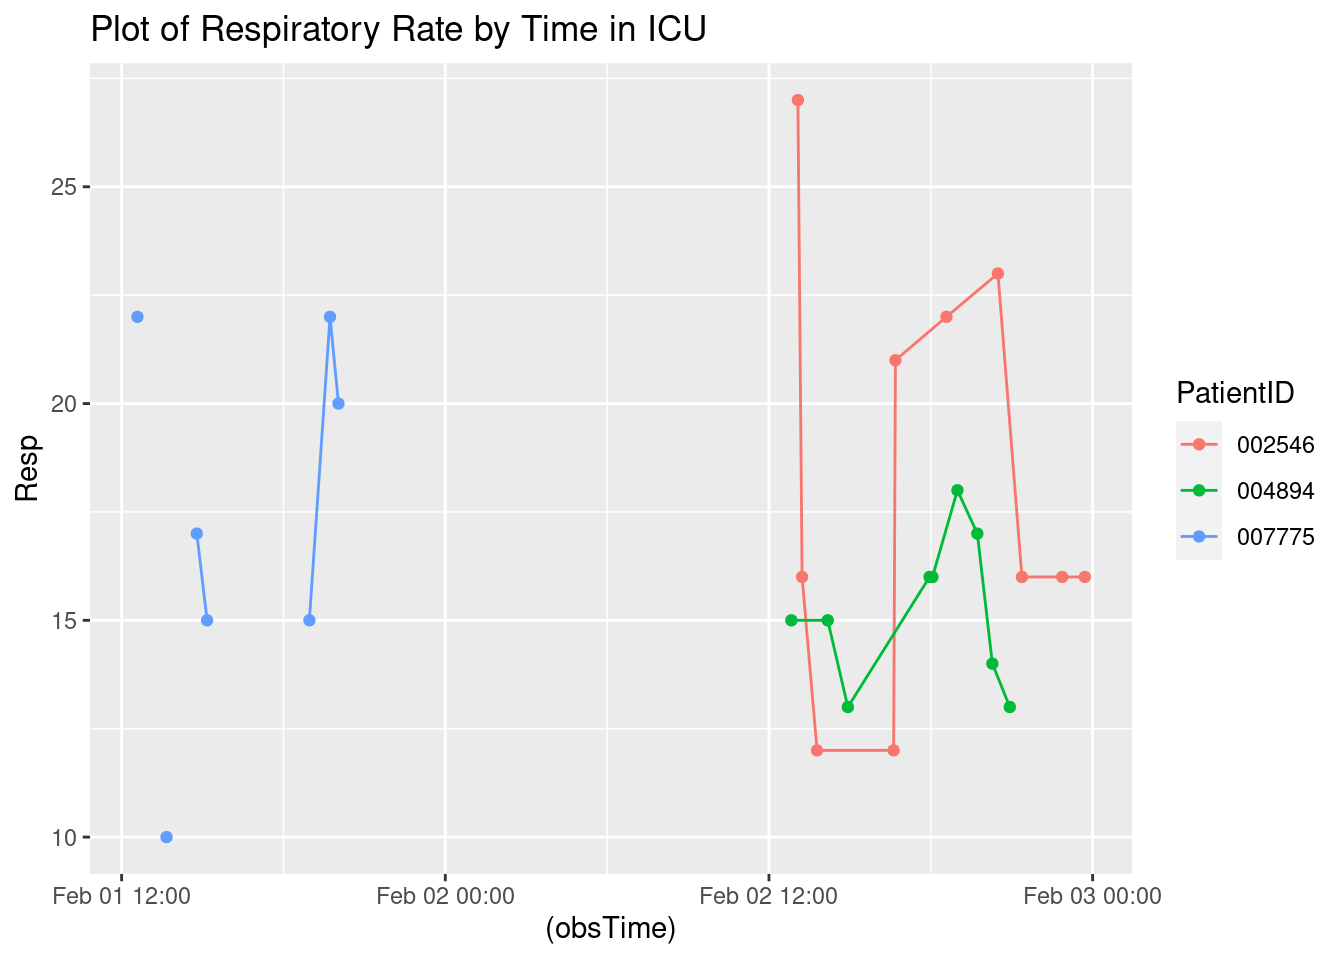 Plot of Respiratory Rate by Time in ICU
25
20
15
10
Resp
Feb 01 12:00
Feb 02 00:00
Feb 02 12:00
Feb 03 00:00
(obsTime)
PatientID
002546
004894
007775